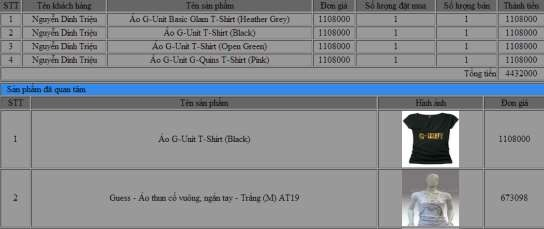 STT Tên khách hàng Tên sản phẩm Đơn giá Số lượng đặt mua Số lượng bán Thành tiền
1 Nguyễn Dinh Triệu Áo G-Unit Basic Glam T-Shirt (Heather Grey) 1108000 1 1 1108000
2 Nguyễn Dinh Triệu Áo G-Unit T-Shirt (Black) 1108000 1 1 1108000
3 Nguyễn Dinh Triệu Áo G-Unit T-Shirt (Open Green) 1108000 1 1 1108000
4 Nguyễn Dinh Triệu Áo G-Unit G-Quins T-Shirt (Pink) 1108000 1 1 1108000
Tổng tiền 4432000
Sản phẩm đã quan tâm
STT Tên sản phẩm Hình ảnh Đơn giá
1 Áo G-Unit T-Shirt (Black) 1108000
2 Guess - Áo thun cổ vuông, ngắn tay - Trắng (M) AT19 673098